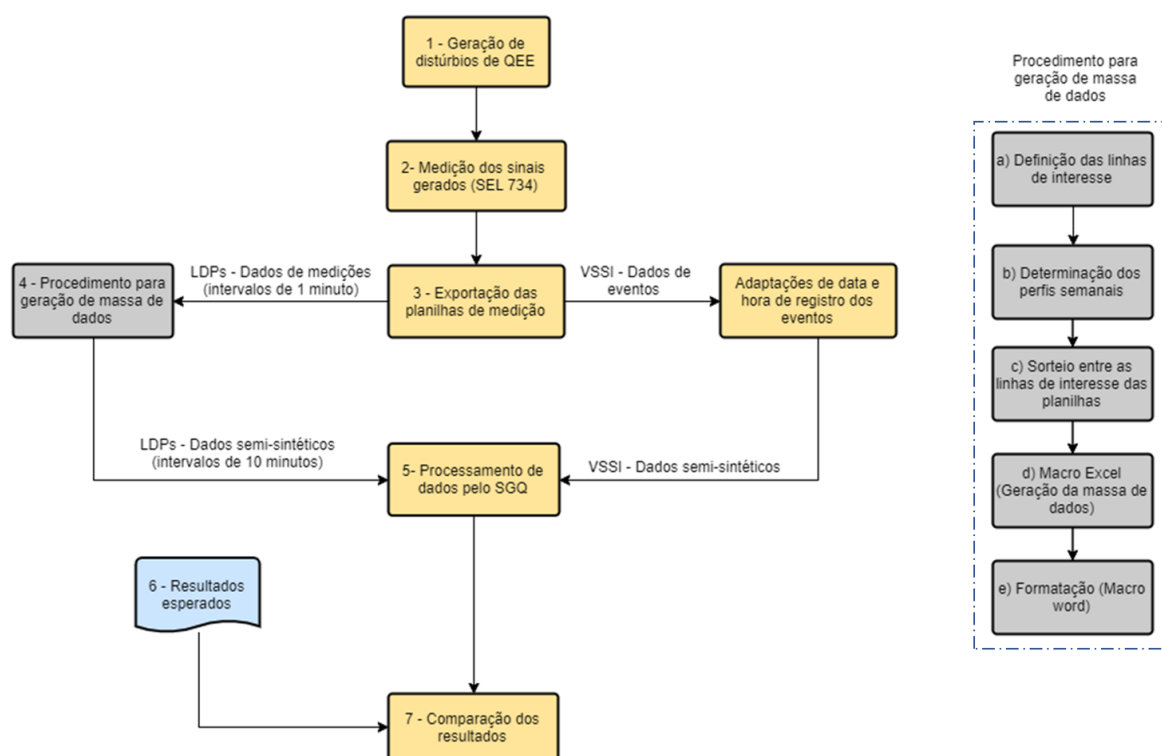 1 - Geração de
distúrbios de QEE
2- Medição dos sinais
gerados (SEL 734)
LDPs - Dados de medições
(intervalos de 1 minuto)
VSSI - Dados de
eventos
4 - Procedimento para
geração de massa de
dados
3 - Exportação das
planilhas de medição
Adaptações de data e
hora de registro dos
eventos
LDPs - Dados semi-sintéticos
(intervalos de 10 minutos)
5- Processamento de
dados pelo SGQ
VSSI - Dados semi-sintéticos
6 - Resultados
esperados
7 - Comparação dos
resultados
Procedimento para
geração de massa
de dados
a) Definição das linhas
de interesse
b) Determinação dos
perfis semanais
c) Sorteio entre as
linhas de interesse das
planilhas
d) Macro Excel
(Geração da massa de
dados)
e) Formatação (Macro
word)